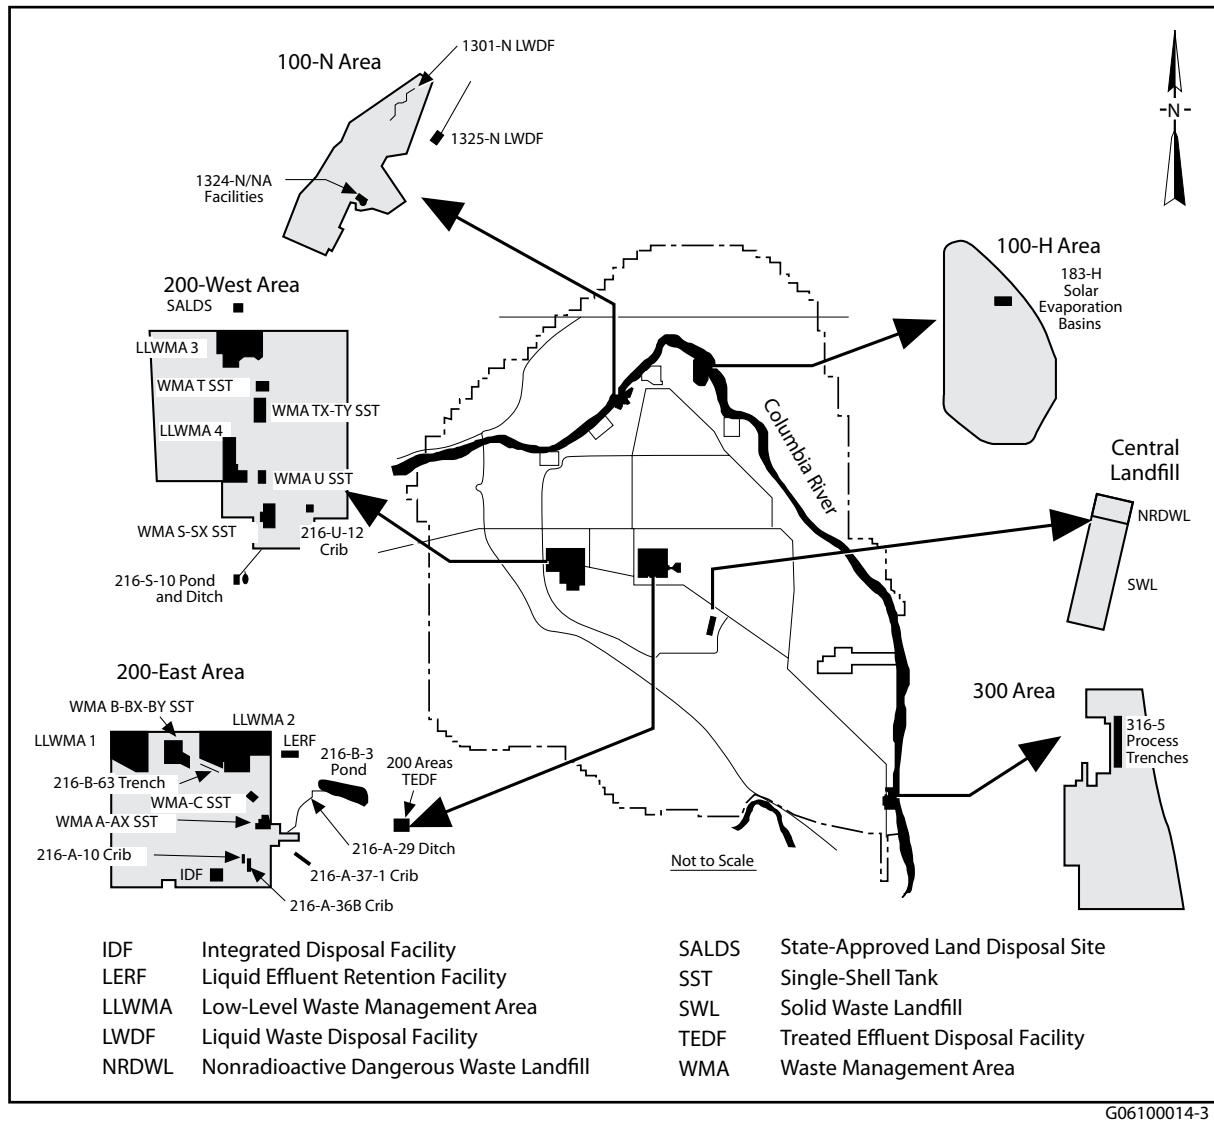 1301-N LWDF
100-N Area
1325-N LWDF
1324-N/NA
Facilities
N
100-H Area
183-H
Solar
Evaporation
Basins
200-West Area
SALDS
LLWMA 3
WMA T SST
WMA TX-TY SST
LLWMA 4
WMA U SST
WMA S-SX SST
216-U-12
Crib
216-S-10 Pond
and Ditch
Columbia River
Central
Landfill
NRDWL
SWL
200-East Area
WMA B-BX-BY SST
LLWMA 2
LLWMA 1
LERF
216-B-3
Pond
200 Areas
TEDF
216-B-63 Trench
WMA-C SST
WMA A-AX SST
216-A-29 Ditch
216-A-10 Crib
IDF
216-A-37-1 Crib
216-A-36B Crib
300 Area
316-5
Process
Trenches
Not to Scale
IDF Integrated Disposal Facility
LERF Liquid Effluent Retention Facility
LLWMA Low-Level Waste Management Area
LWDF Liquid Waste Disposal Facility
NRDWL Nonradioactive Dangerous Waste Landfill
SALDS State-Approved Land Disposal Site
SST Single-Shell Tank
SWL Solid Waste Landfill
TEDF Treated Effluent Disposal Facility
WMA Waste Management Area
G06100014-3